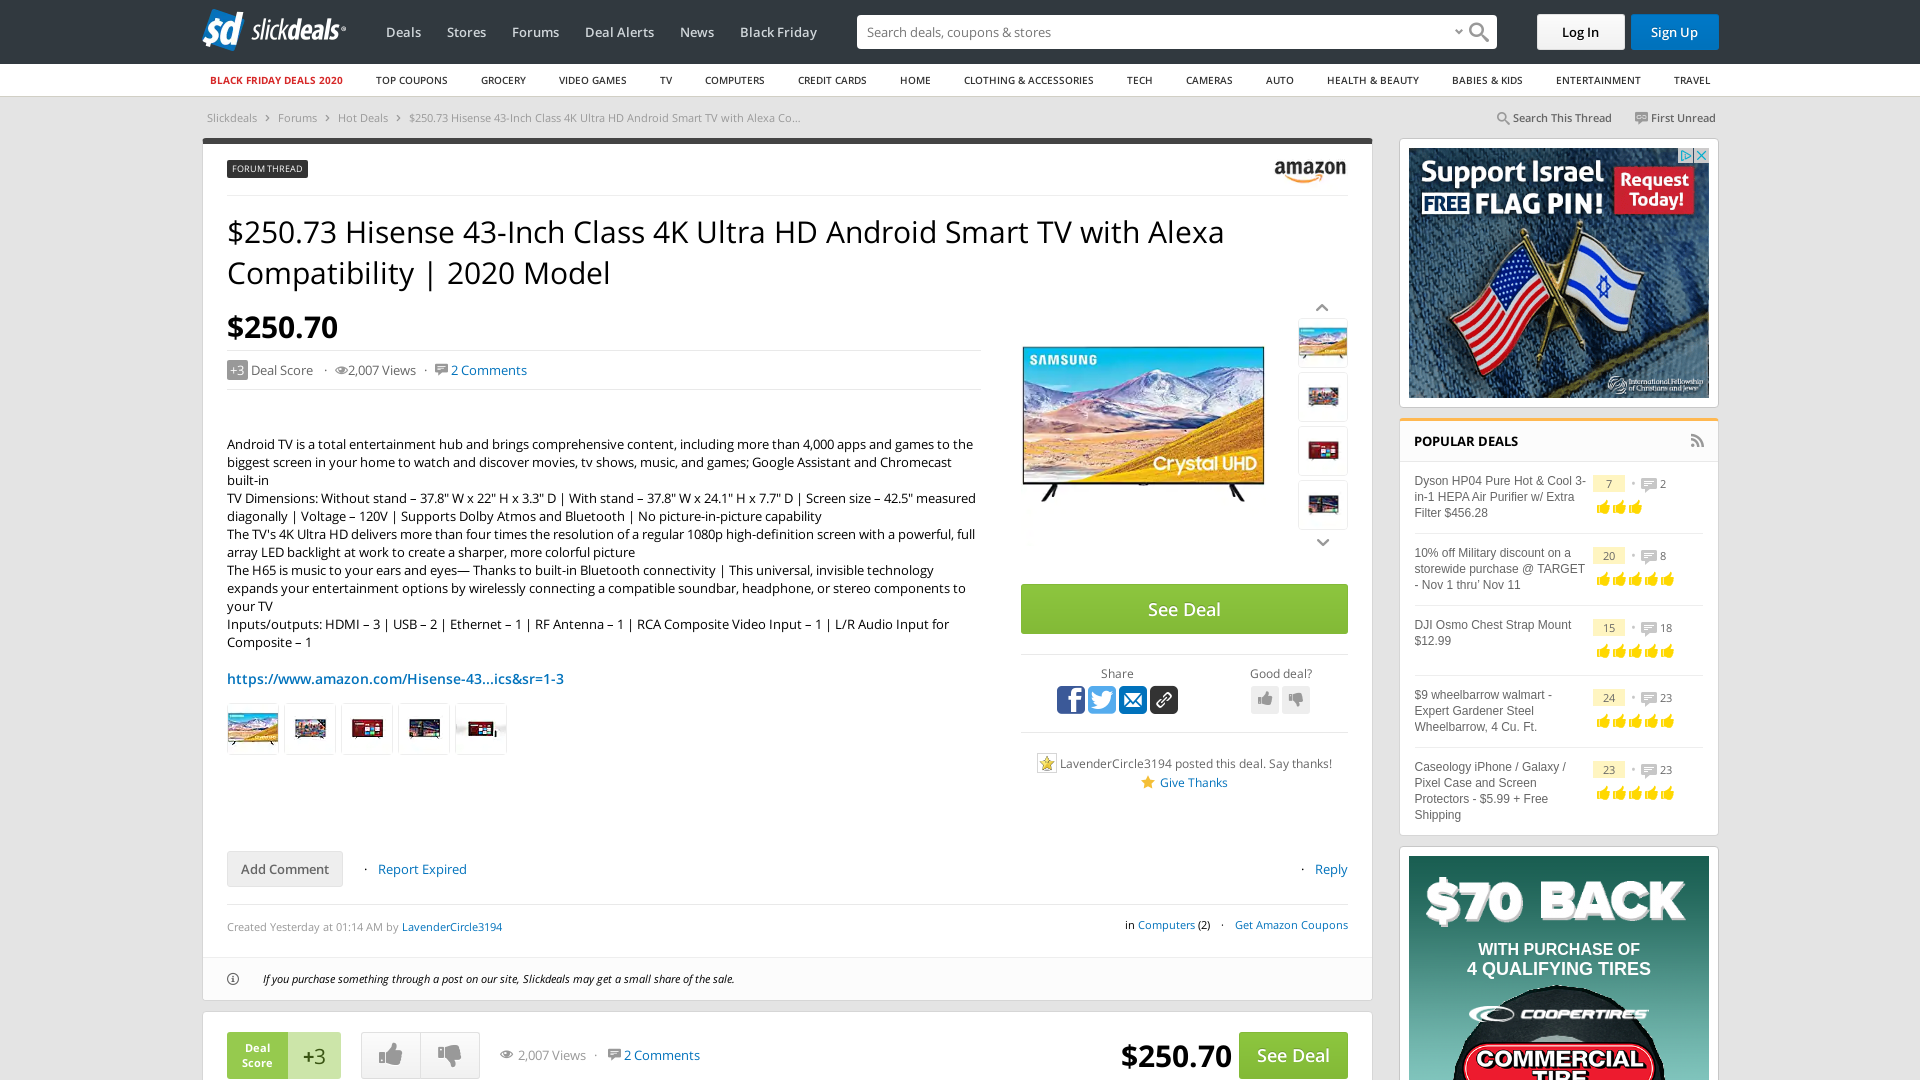 slickdeals
Deals
Stores
Forums
Deal Alerts
News
Black Friday
Search deals, coupons & stores
Log In
Sign Up
BLACK FRIDAY DEALS 2020
TOP COUPONS
GROCERY
VIDEO GAMES
TV
COMPUTERS
CREDIT CARDS
HOME
CLOTHING & ACCESSORIES
TECH
CAMERAS
AUTO
HEALTH & BEAUTY
BABIES & KIDS
ENTERTAINMENT
TRAVEL
Slickdeals > Forums > Hot Deals > $250.73 Hisense 43-Inch Class 4K Ultra HD Android Smart TV with Alexa Co...
Search This Thread
First Unread
FORUM THREAD
amazon
$250.73 Hisense 43-Inch Class 4K Ultra HD Android Smart TV with Alexa
Compatibility | 2020 Model
$250.70
+3 Deal Score · 2,007 Views · 2 Comments
Android TV is a total entertainment hub and brings comprehensive content, including more than 4,000 apps and games to the
biggest screen in your home to watch and discover movies, tv shows, music, and games; Google Assistant and Chromecast
built-in
TV Dimensions: Without stand – 37.8" W x 22" H x 3.3" D | With stand – 37.8" W x 24.1" H x 7.7" D | Screen size – 42.5" measured
diagonally | Voltage – 120V | Supports Dolby Atmos and Bluetooth | No picture-in-picture capability
The TV's 4K Ultra HD delivers more than four times the resolution of a regular 1080p high-definition screen with a powerful, full
array LED backlight at work to create a sharper, more colorful picture
The H65 is music to your ears and eyes— Thanks to built-in Bluetooth connectivity | This universal, invisible technology
expands your entertainment options by wirelessly connecting a compatible soundbar, headphone, or stereo components to
your TV
Inputs/outputs: HDMI – 3 | USB – 2 | Ethernet – 1 | RF Antenna – 1 | RCA Composite Video Input – 1 | L/R Audio Input for
Composite – 1
https://www.amazon.com/Hisense-43...ics&sr=1-3
SAMSUNG
Crystal UHD
See Deal
Share
Good deal?
LavenderCircle3194 posted this deal. Say thanks!
Give Thanks
Add Comment
· Report Expired
· Reply
Created Yesterday at 01:14 AM by LavenderCircle3194
in Computers (2) · Get Amazon Coupons
If you purchase something through a post on our site, Slickdeals may get a small share of the sale.
Deal
Score
+3
2,007 Views · 2 Comments
$250.70
See Deal
Support Israel
FREE FLAG PIN!
Request
Today!
International Fellowship
of Christians and Jews
POPULAR DEALS
Dyson HP04 Pure Hot & Cool 3-
in-1 HEPA Air Purifier w/ Extra
Filter $456.28
7 · 2
10% off Military discount on a
storewide purchase @ TARGET
- Nov 1 thru' Nov 11
20 · 8
DJI Osmo Chest Strap Mount
$12.99
15 · 18
$9 wheelbarrow walmart -
Expert Gardener Steel
Wheelbarrow, 4 Cu. Ft.
24 · 23
Caseology iPhone / Galaxy /
Pixel Case and Screen
Protectors - $5.99 + Free
Shipping
23 · 23
$70 BACK
WITH PURCHASE OF
4 QUALIFYING TIRES
COOPERTIRES
COMMERCIAL
TIRE